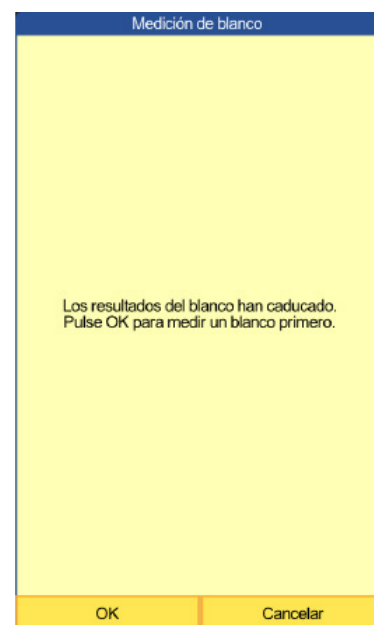 Medición de blanco
Los resultados del blanco han caducado.
Pulse OK para medir un blanco primero.
OK
Cancelar